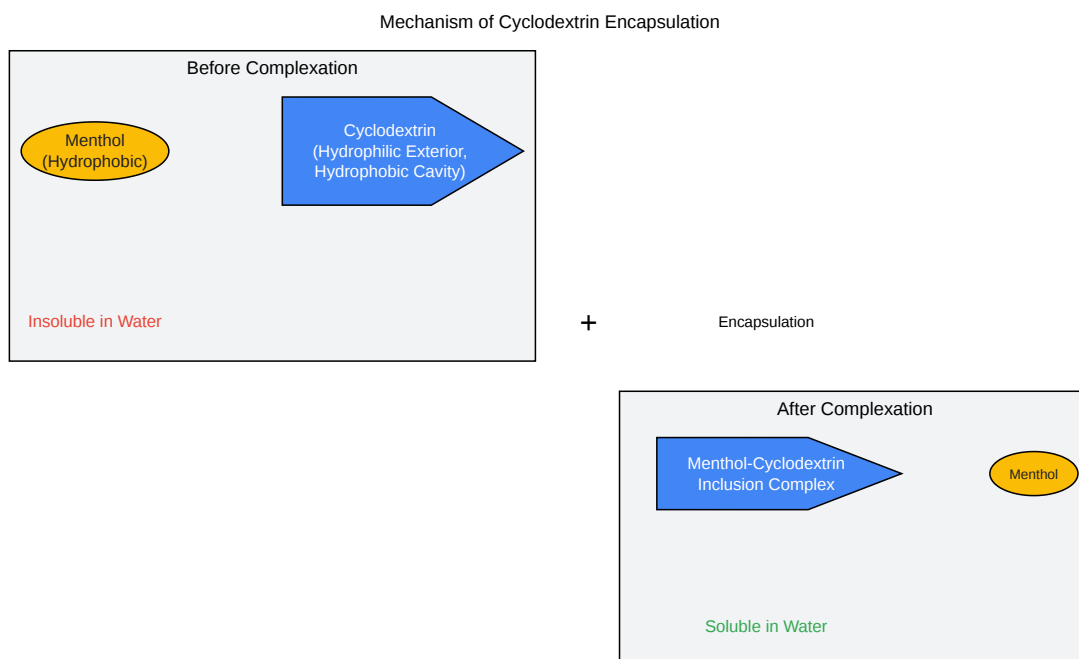 Mechanism of Cyclodextrin Encapsulation
Before Complexation
Menthol
(Hydrophobic)
Cyclodextrin
(Hydrophilic Exterior,
Hydrophobic Cavity)
Insoluble in Water
+
Encapsulation
After Complexation
Menthol-Cyclodextrin
Inclusion Complex
Menthol
Soluble in Water